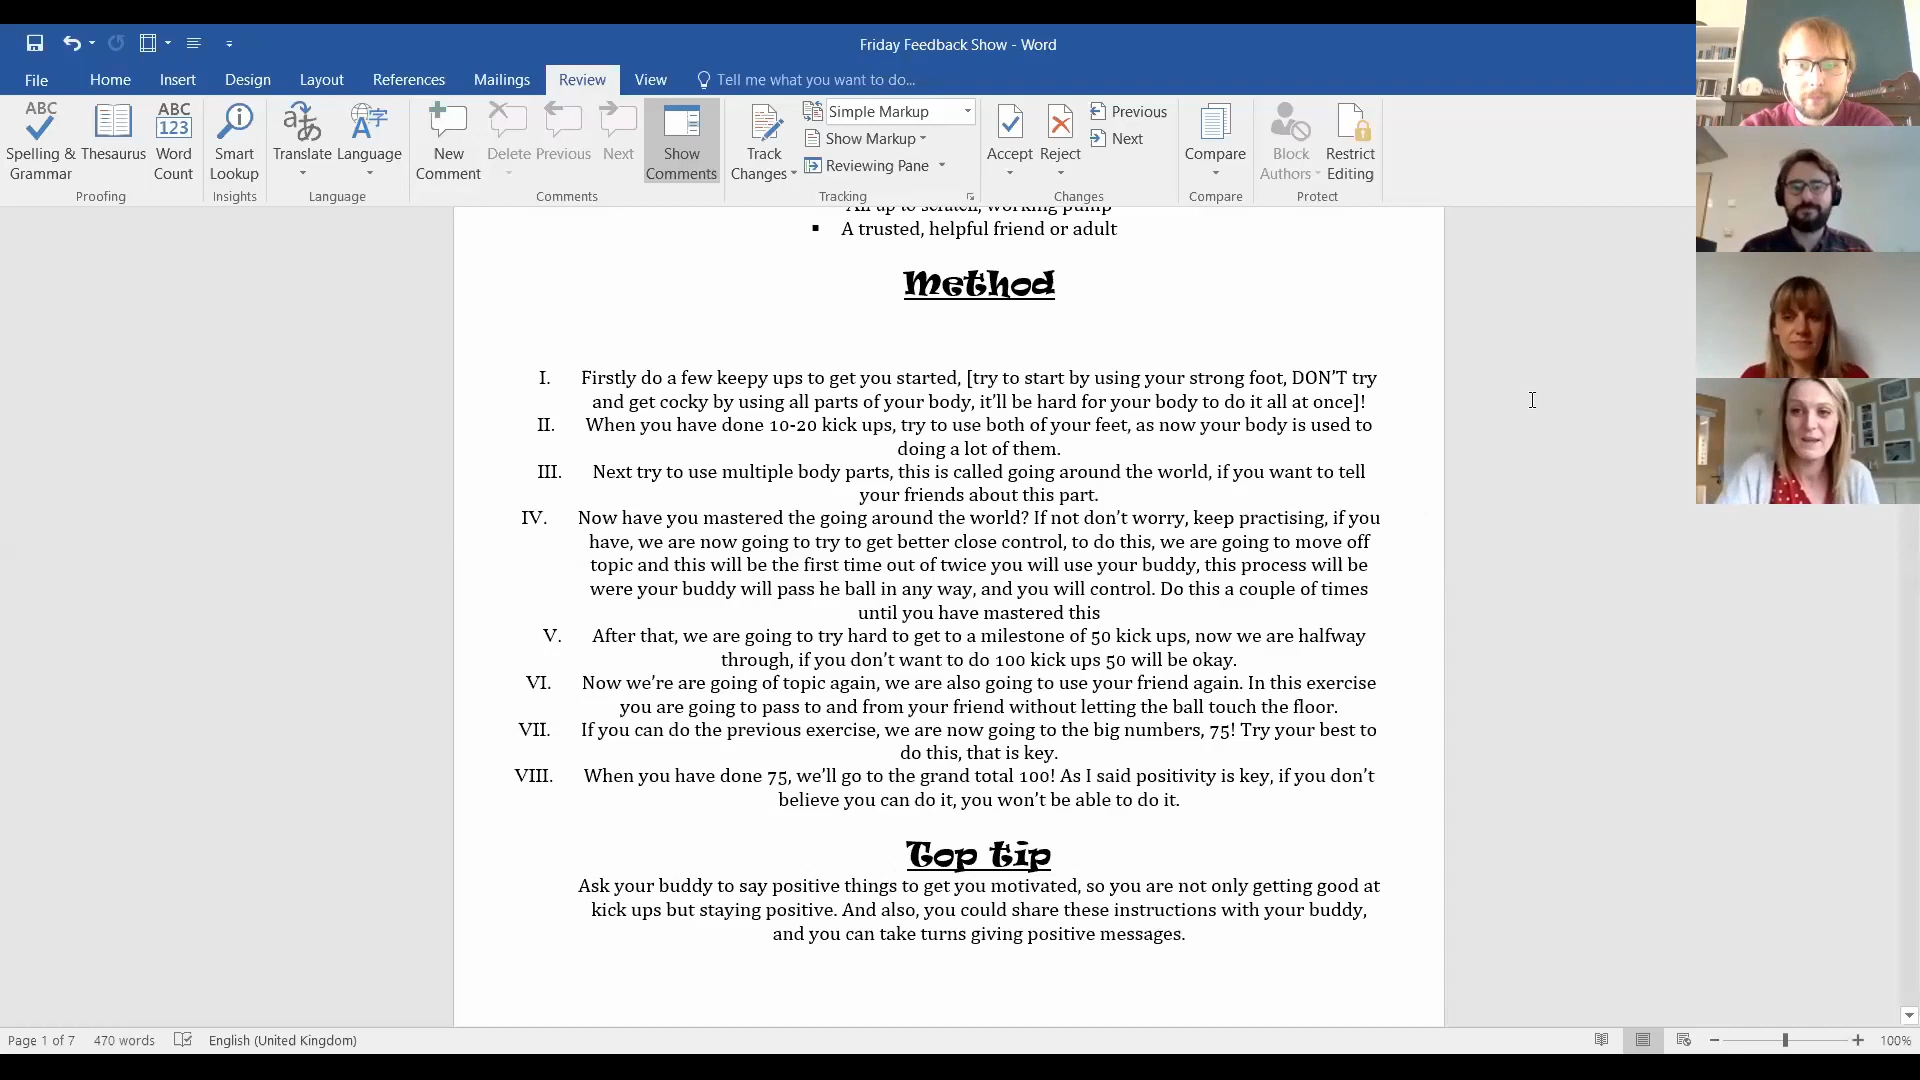 Friday Feedback Show - Word
File Home Insert Design Layout References Mailings Review View Tell me what you want to do...
ABC ABC 123
Simple Markup
Previous
Show Markup
Next
Spelling & Grammar Thesaurus Word Count Smart Lookup Translate Language New Comment Delete Previous Next Show Comments Track Changes Reviewing Pane Accept Reject Compare Block Authors Restrict Editing
Proofing Insights Language Comments Tracking Changes Compare Protect
All up to scratch, working pump
▪ A trusted, helpful friend or adult
Method
I. Firstly do a few keepy ups to get you started, [try to start by using your strong foot, DON’T try
and get cocky by using all parts of your body, it’ll be hard for your body to do it all at once]!
II. When you have done 10-20 kick ups, try to use both of your feet, as now your body is used to
doing a lot of them.
III. Next try to use multiple body parts, this is called going around the world, if you want to tell
your friends about this part.
IV. Now have you mastered the going around the world? If not don’t worry, keep practising, if you
have, we are now going to try to get better close control, to do this, we are going to move off
topic and this will be the first time out of twice you will use your buddy, this process will be
were your buddy will pass he ball in any way, and you will control. Do this a couple of times
until you have mastered this
V. After that, we are going to try hard to get to a milestone of 50 kick ups, now we are halfway
through, if you don’t want to do 100 kick ups 50 will be okay.
VI. Now we’re are going of topic again, we are also going to use your friend again. In this exercise
you are going to pass to and from your friend without letting the ball touch the floor.
VII. If you can do the previous exercise, we are now going to the big numbers, 75! Try your best to
do this, that is key.
VIII. When you have done 75, we’ll go to the grand total 100! As I said positivity is key, if you don’t
believe you can do it, you won’t be able to do it.
Top tip
Ask your buddy to say positive things to get you motivated, so you are not only getting good at
kick ups but staying positive. And also, you could share these instructions with your buddy,
and you can take turns giving positive messages.
Page 1 of 7 470 words English (United Kingdom) 100%